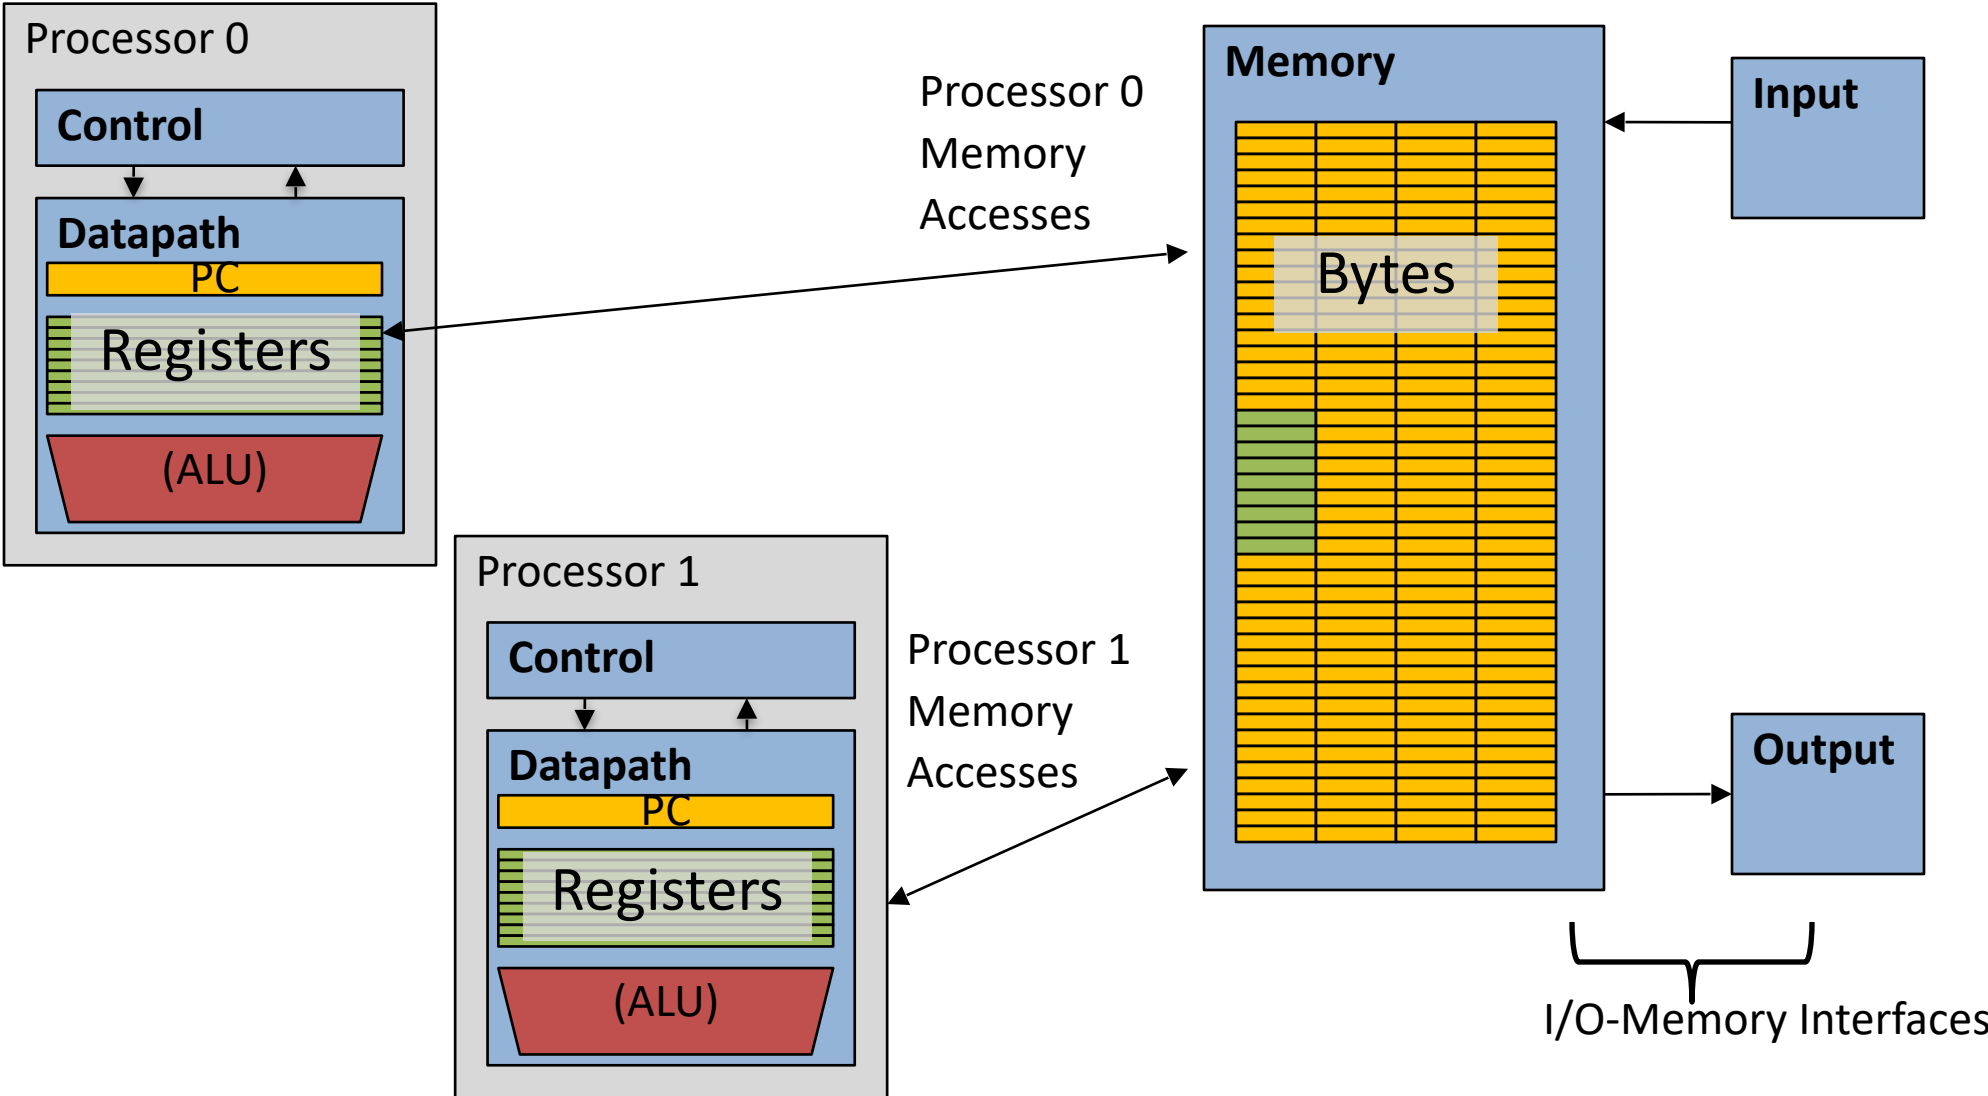 Processor 0
Control
Datapath
PC
Registers
(ALU)
Processor 0
Memory
Accesses
Memory
Bytes
Input
Processor 1
Control
Datapath
PC
Registers
(ALU)
Processor 1
Memory
Accesses
Output
I/O-Memory Interfaces